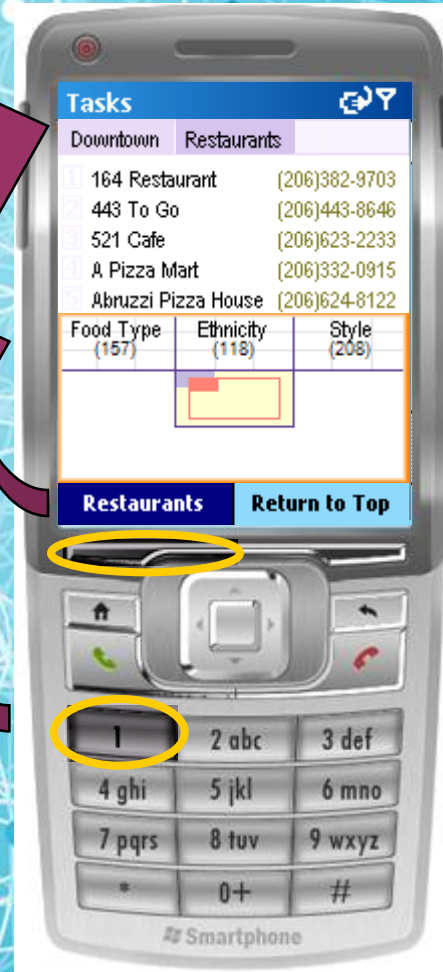 Tasks
Downtown Restaurants
1 164 Restaurant (206)382-9703
2 443 To Go (206)443-8646
3 521 Cafe (206)623-2233
4 A Pizza Mart (206)332-0915
5 Abruzzi Pizza House (206)624-8122
Food Type Ethnicity Style
(157) (118) (208)
Restaurants Return to Top
1 2 abc 3 def
4 ghi 5 jkl 6 mno
7 pqrs 8 tuv 9 wxyz
* 0+ #
Smartphone